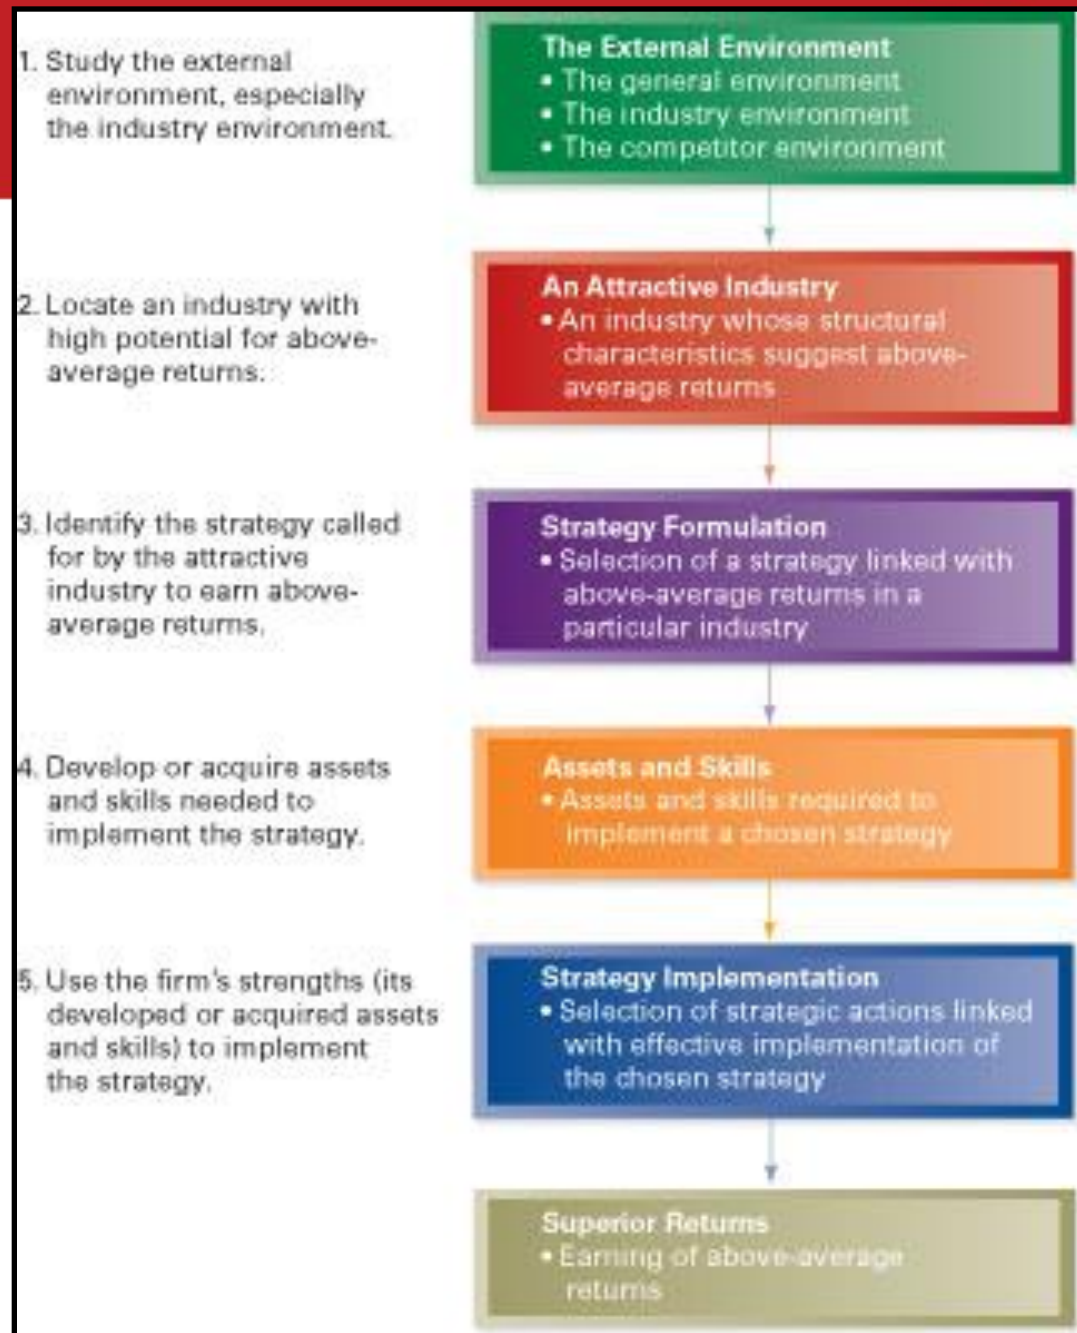 1. Study the external
environment, especially
the industry environment.
The External Environment
• The general environment
• The industry environment
• The competitor environment
2. Locate an industry with
high potential for above-
average returns.
An Attractive Industry
• An industry whose structural
characteristics suggest above-
average returns
3. Identify the strategy called
for by the attractive
industry to earn above-
average returns.
Strategy Formulation
• Selection of a strategy linked with
above-average returns in a
particular industry
4. Develop or acquire assets
and skills needed to
implement the strategy.
Assets and Skills
• Assets and skills required to
implement a chosen strategy
5. Use the firm's strengths (its
developed or acquired assets
and skills) to implement
the strategy.
Strategy Implementation
• Selection of strategic actions linked
with effective implementation of
the chosen strategy
Superior Returns
• Earning of above-average
returns